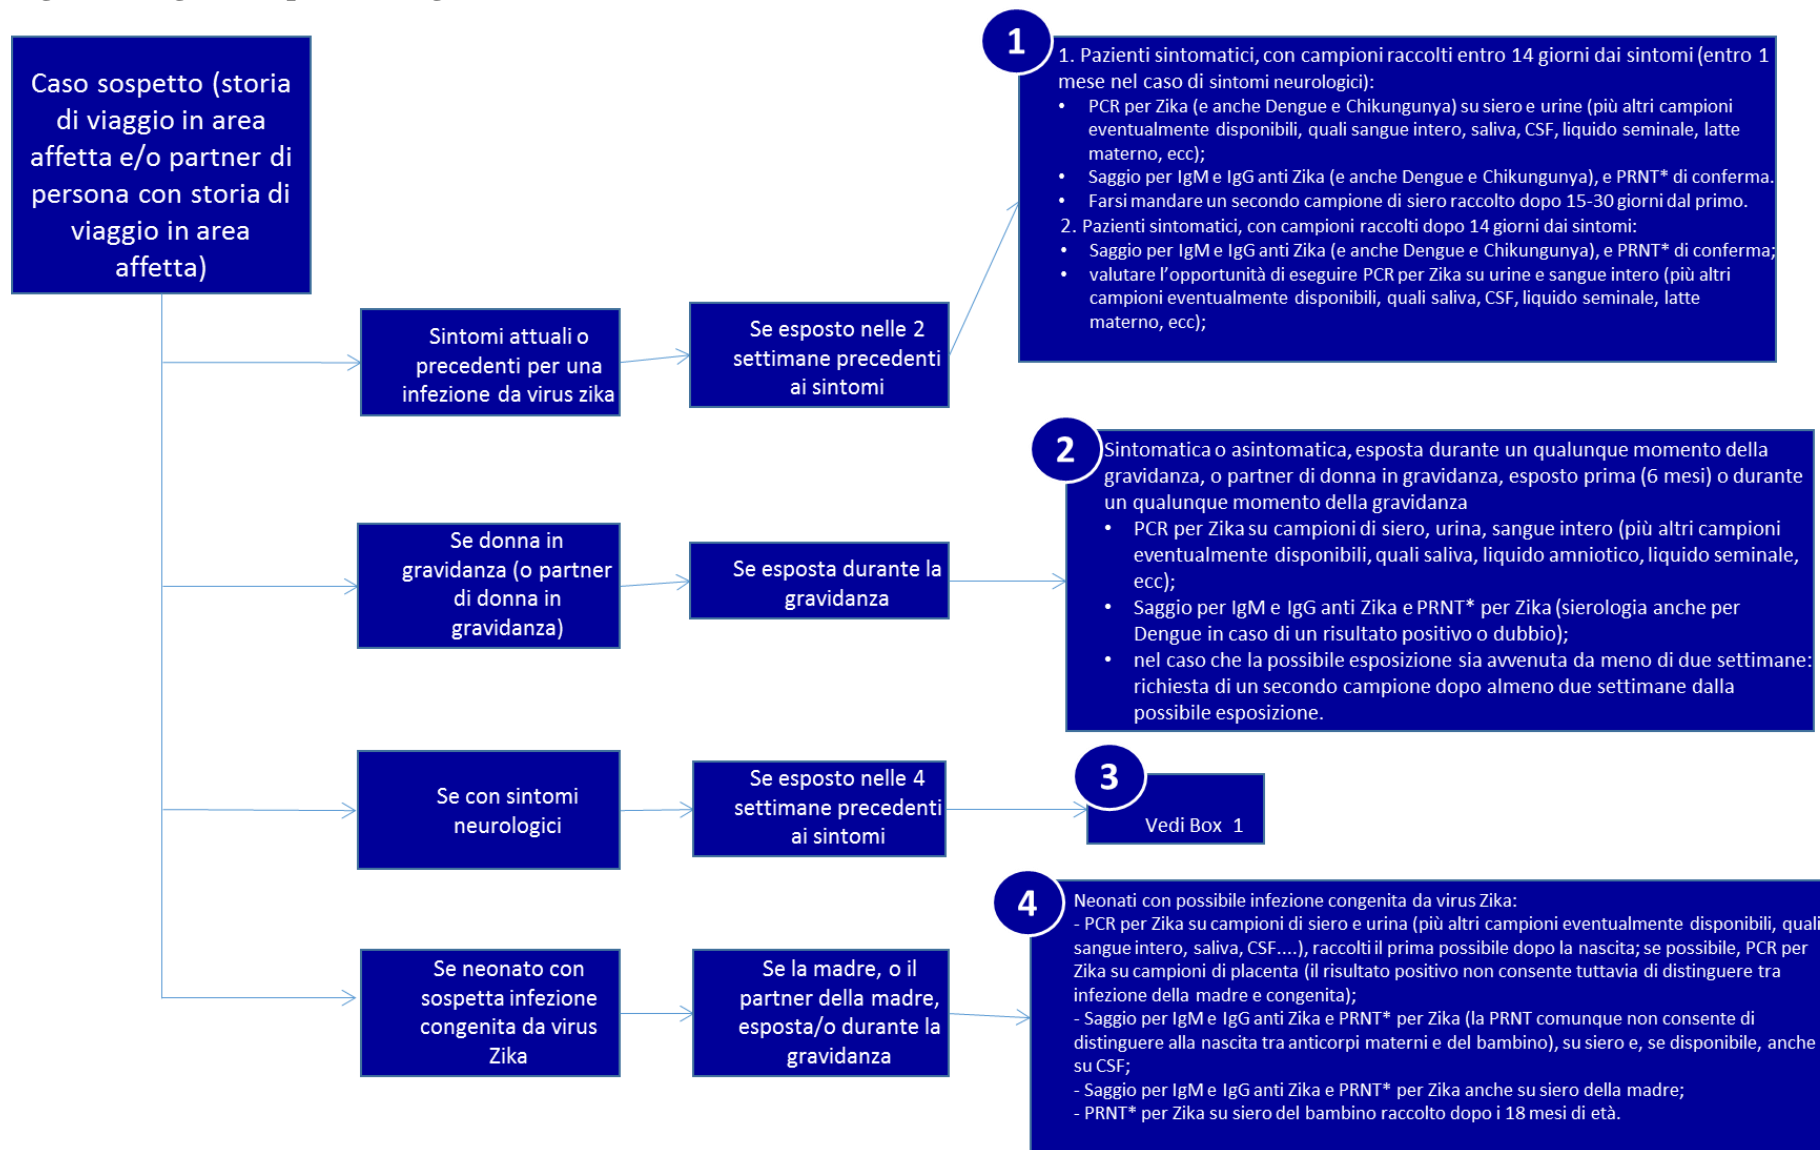 Caso sospetto (storia
di viaggio in area
affetta e/o partner di
persona con storia di
viaggio in area
affetta)
Sintomi attuali o
precedenti per una
infezione da virus zika
Se esposto nelle 2
settimane precedenti
ai sintomi
1
1. Pazienti sintomatici, con campioni raccolti entro 14 giorni dai sintomi (entro 1
mese nel caso di sintomi neurologici):
• PCR per Zika (e anche Dengue e Chikungunya) su siero e urine (più altri campioni
eventualmente disponibili, quali sangue intero, saliva, CSF, liquido seminale, latte
materno, ecc);
• Saggio per IgM e IgG anti Zika (e anche Dengue e Chikungunya), e PRNT* di conferma.
• Farsi mandare un secondo campione di siero raccolto dopo 15-30 giorni dal primo.
2. Pazienti sintomatici, con campioni raccolti dopo 14 giorni dai sintomi:
• Saggio per IgM e IgG anti Zika (e anche Dengue e Chikungunya), e PRNT* di conferma;
• valutare l'opportunità di eseguire PCR per Zika su urine e sangue intero (più altri
campioni eventualmente disponibili, quali saliva, CSF, liquido seminale, latte
materno, ecc);
Se donna in
gravidanza (o partner
di donna in
gravidanza)
Se esposta durante la
gravidanza
2
Sintomatica o asintomatica, esposta durante un qualunque momento della
gravidanza, o partner di donna in gravidanza, esposto prima (6 mesi) o durante
un qualunque momento della gravidanza
• PCR per Zika su campioni di siero, urina, sangue intero (più altri campioni
eventualmente disponibili, quali saliva, liquido amniotico, liquido seminale,
ecc);
• Saggio per IgM e IgG anti Zika e PRNT* per Zika (sierologia anche per
Dengue in caso di un risultato positivo o dubbio);
• nel caso che la possibile esposizione sia avvenuta da meno di due settimane:
richiesta di un secondo campione dopo almeno due settimane dalla
possibile esposizione.
Se con sintomi
neurologici
Se esposto nelle 4
settimane precedenti
ai sintomi
3
Vedi Box 1
Se neonato con
sospetta infezione
congenita da virus
Zika
Se la madre, o il
partner della madre,
esposta/o durante la
gravidanza
4
Neonati con possibile infezione congenita da virus Zika:
- PCR per Zika su campioni di siero e urina (più altri campioni eventualmente disponibili, quali
sangue intero, saliva, CSF....), raccolti il prima possibile dopo la nascita; se possibile, PCR per
Zika su campioni di placenta (il risultato positivo non consente tuttavia di distinguere tra
infezione della madre e congenita);
- Saggio per IgM e IgG anti Zika e PRNT* per Zika (la PRNT comunque non consente di
distinguere alla nascita tra anticorpi materni e del bambino), su siero e, se disponibile, anche
su CSF;
- Saggio per IgM e IgG anti Zika e PRNT* per Zika anche su siero della madre;
- PRNT* per Zika su siero del bambino raccolto dopo i 18 mesi di età.